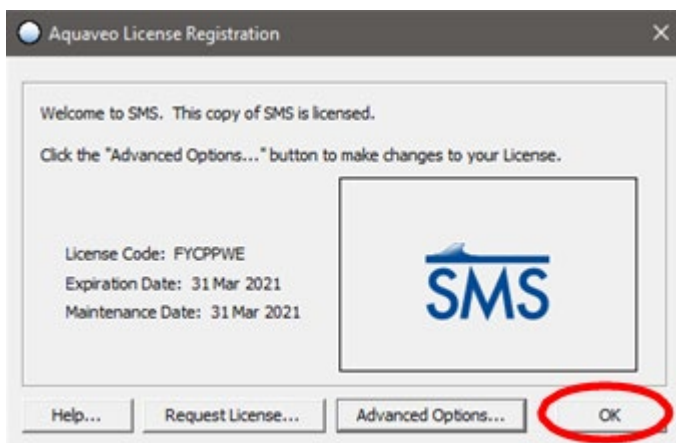 Aquaveo License Registration
Welcome to SMS. This copy of SMS is licensed.
Click the "Advanced Options..." button to make changes to your License.
License Code: FYCPPWE
Expiration Date: 31 Mar 2021
Maintenance Date: 31 Mar 2021
SMS
Help...
Request License...
Advanced Options...
OK